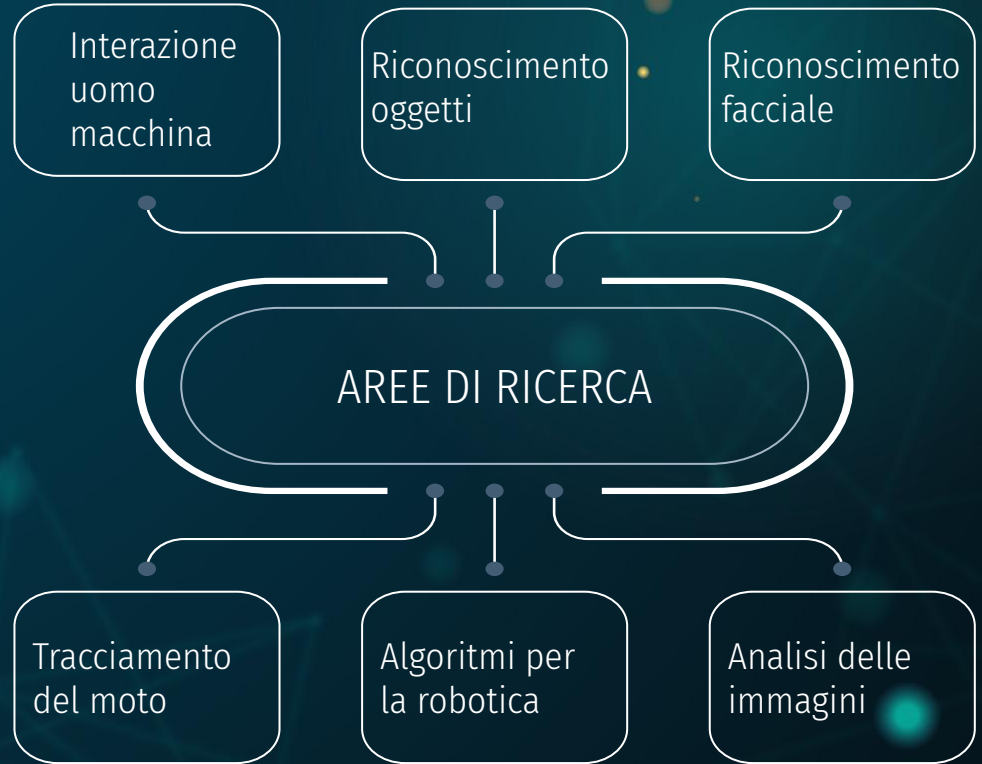 Interazione
uomo
macchina
Riconoscimento
oggetti
Riconoscimento
facciale
AREE DI RICERCA
Tracciamento
del moto
Algoritmi per
la robotica
Analisi delle
immagini